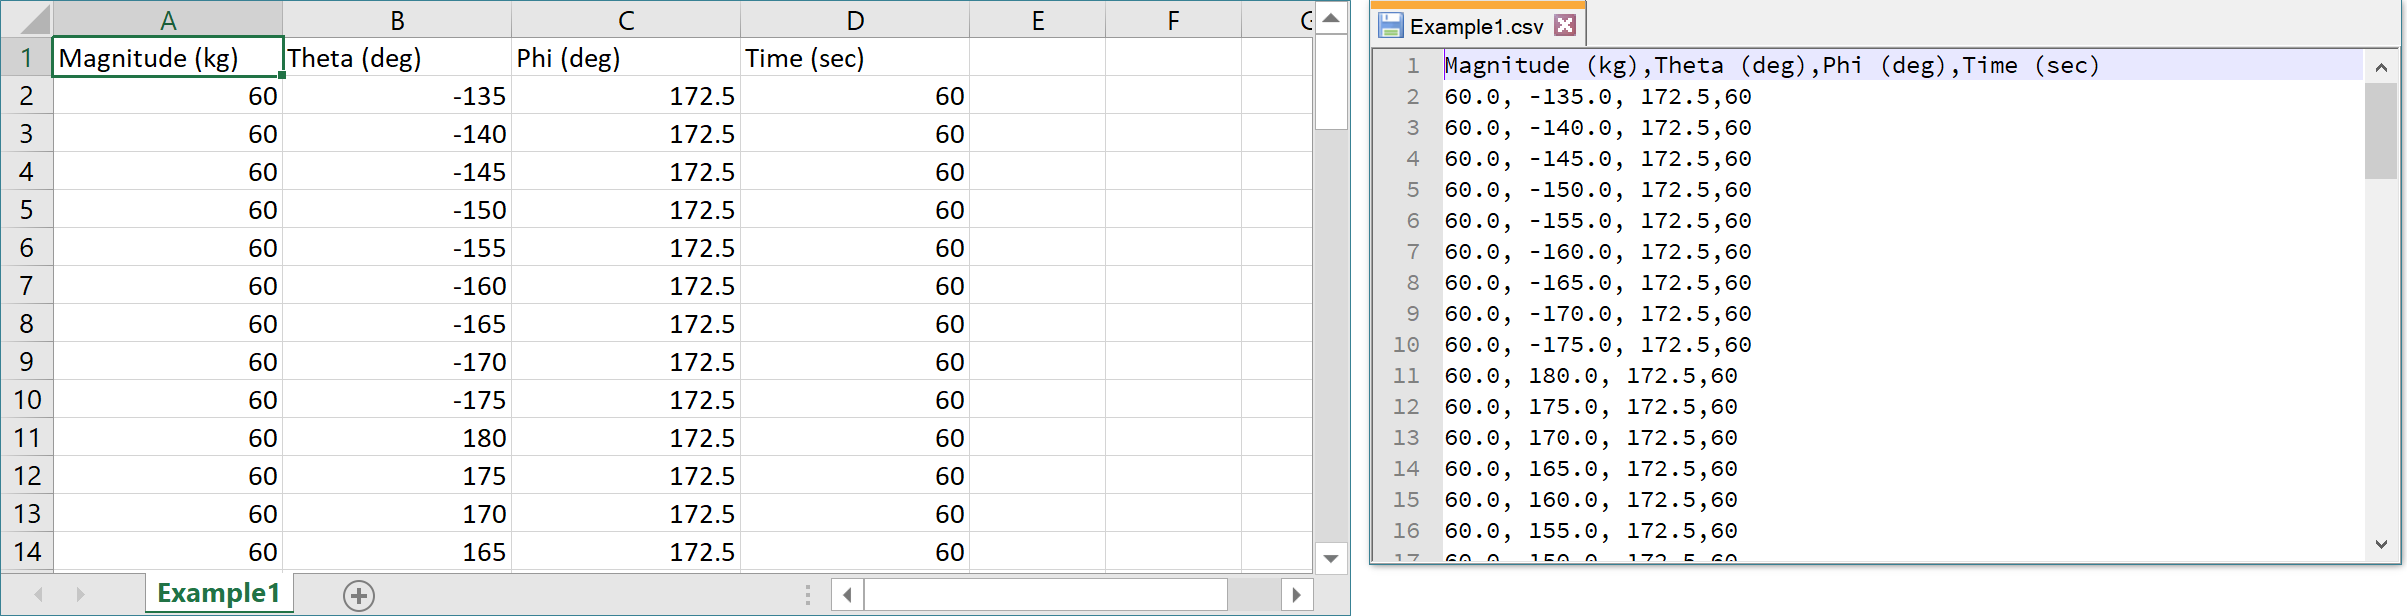 A B C D E F G
1 Magnitude (kg) Theta (deg) Phi (deg) Time (sec)
2 60 -135 172.5 60
3 60 -140 172.5 60
4 60 -145 172.5 60
5 60 -150 172.5 60
6 60 -155 172.5 60
7 60 -160 172.5 60
8 60 -165 172.5 60
9 60 -170 172.5 60
10 60 -175 172.5 60
11 60 180 172.5 60
12 60 175 172.5 60
13 60 170 172.5 60
14 60 165 172.5 60
Example1
Example1.csv
1 Magnitude (kg),Theta (deg),Phi (deg),Time (sec)
2 60.0, -135.0, 172.5,60
3 60.0, -140.0, 172.5,60
4 60.0, -145.0, 172.5,60
5 60.0, -150.0, 172.5,60
6 60.0, -155.0, 172.5,60
7 60.0, -160.0, 172.5,60
8 60.0, -165.0, 172.5,60
9 60.0, -170.0, 172.5,60
10 60.0, -175.0, 172.5,60
11 60.0, 180.0, 172.5,60
12 60.0, 175.0, 172.5,60
13 60.0, 170.0, 172.5,60
14 60.0, 165.0, 172.5,60
15 60.0, 160.0, 172.5,60
16 60.0, 155.0, 172.5,60
17 60.0, 150.0, 172.5,60